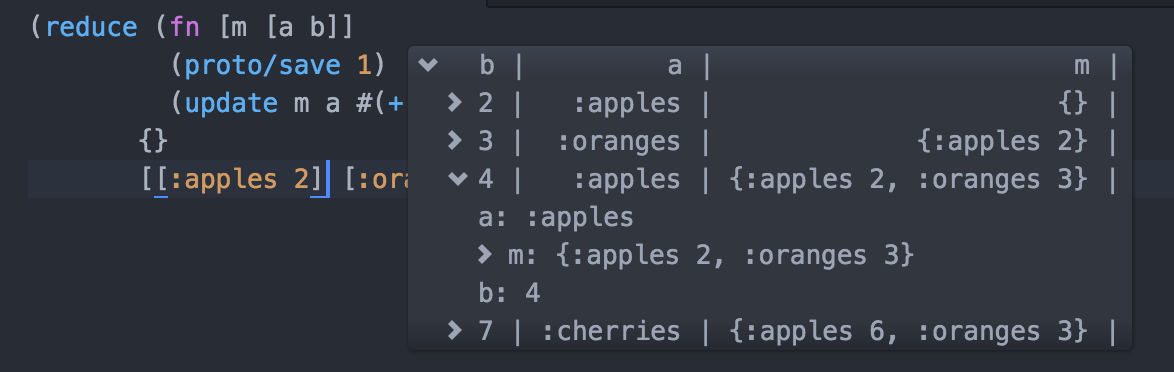 (reduce (fn [m [a b]]
(proto/save 1)
(update m a #(+
{}
[[:apples 2] [:ora
b | a | m |
2 | :apples | {} |
3 | :oranges | {:apples 2} |
4 | :apples | {:apples 2, :oranges 3} |
a: :apples
m: {:apples 2, :oranges 3}
b: 4
7 | :cherries | {:apples 6, :oranges 3} |